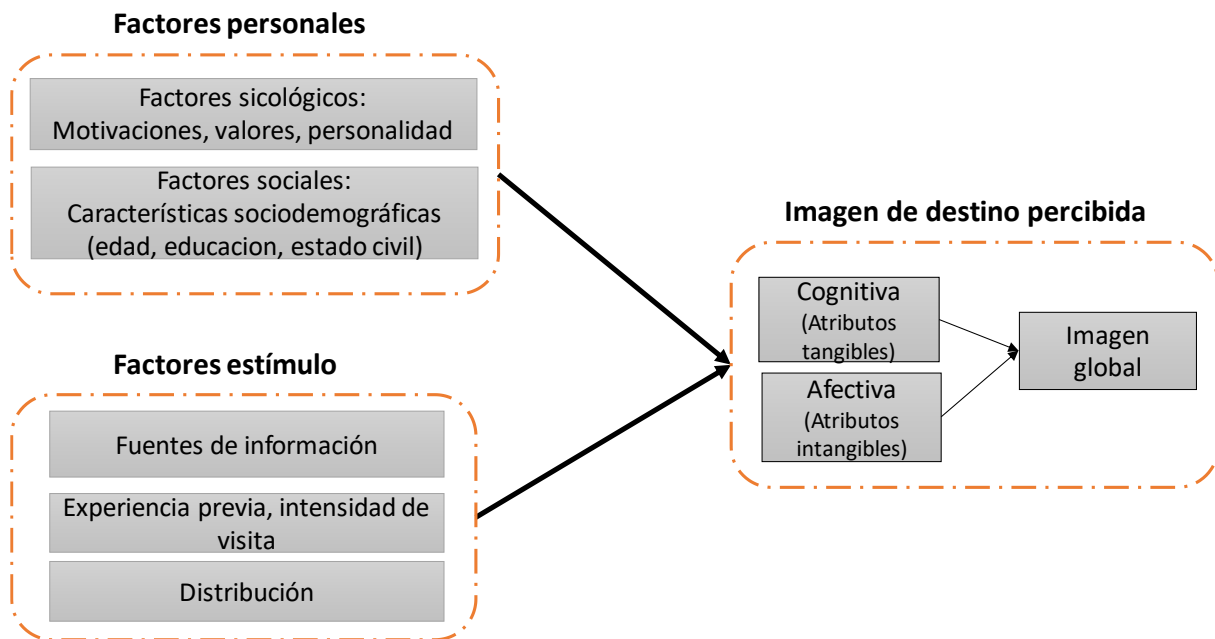 Factores personales
Factores sicológicos:
Motivaciones, valores, personalidad
Factores sociales:
Características sociodemográficas
(edad, educacion, estado civil)
Factores estímulo
Fuentes de información
Experiencia previa, intensidad de
visita
Distribución
Imagen de destino percibida
Cognitiva
(Atributos
tangibles)
Afectiva
(Atributos
intangibles)
Imagen
global